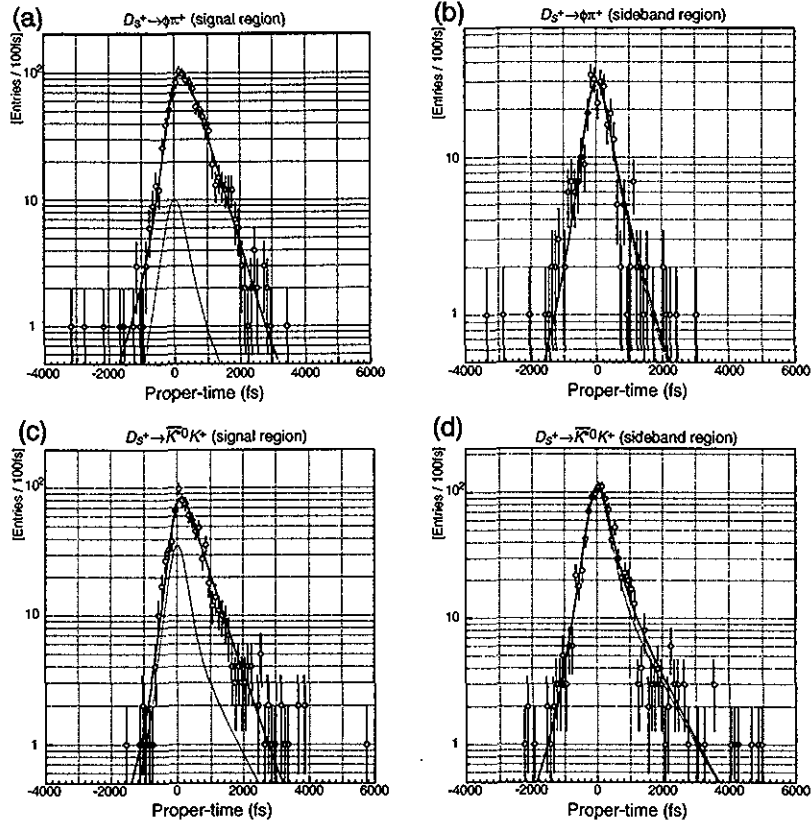 (a)
Ds⁺→ϕπ⁺ (signal region)
[Entries / 100fs]
10²
10
1
-4000 -2000 0 2000 4000 6000
Proper-time (fs)
(b)
Ds⁺→ϕπ⁺ (sideband region)
[Entries / 100fs]
10
1
-4000 -2000 0 2000 4000 6000
Proper-time (fs)
(c)
Ds⁺→K̅*⁰K⁺ (signal region)
[Entries / 100fs]
10²
10
1
-4000 -2000 0 2000 4000 6000
Proper-time (fs)
(d)
Ds⁺→K̅*⁰K⁺ (sideband region)
[Entries / 100fs]
10²
10
1
-4000 -2000 0 2000 4000 6000
Proper-time (fs)